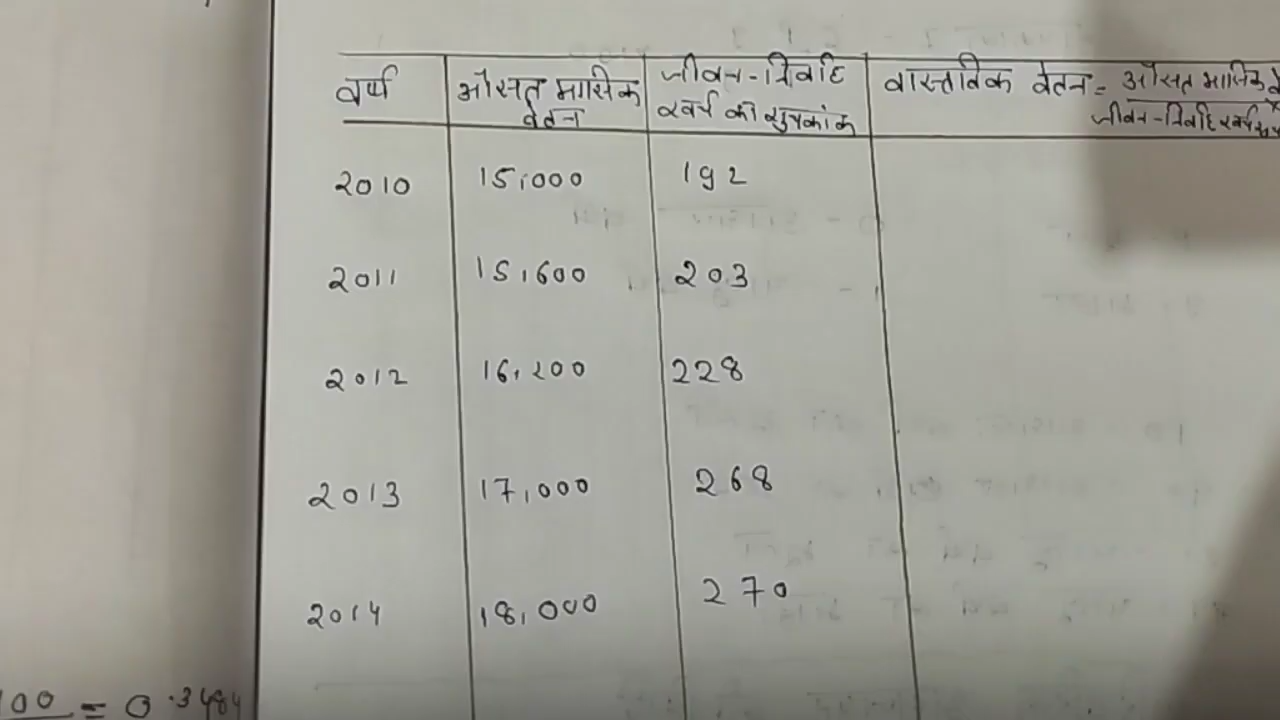 वर्ष औसत मासिक वेतन जीवन-निर्वाह खर्च का सूचकांक वास्तविक वेतन = औसत मासिक / जीवन-निर्वाह खर्च
2010 15,000 192
2011 15,600 203
2012 16,200 228
2013 17,000 268
2014 18,000 270
100 = 0.3484